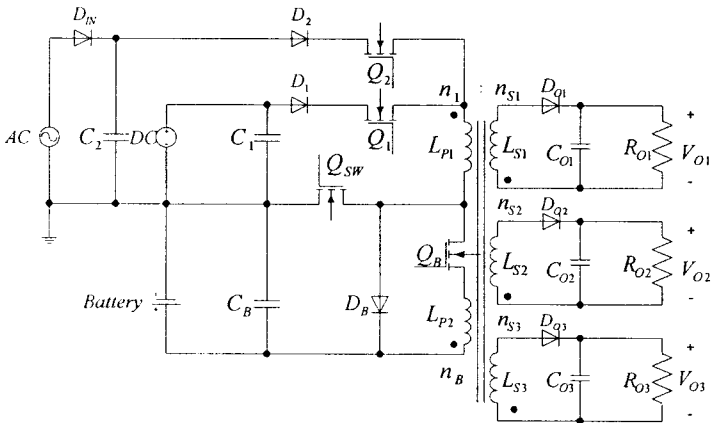 D_IN
D_2
Q_2
D_1
Q_1
n_1
n_S1
D_O1
AC
C_2
DC
C_1
L_P1
L_S1
C_O1
R_O1
V_O1
+
-
Q_SW
n_S2
D_O2
Q_B
L_S2
C_O2
R_O2
V_O2
+
-
Battery
C_B
D_B
L_P2
n_B
n_S3
D_O3
L_S3
C_O3
R_O3
V_O3
+
-